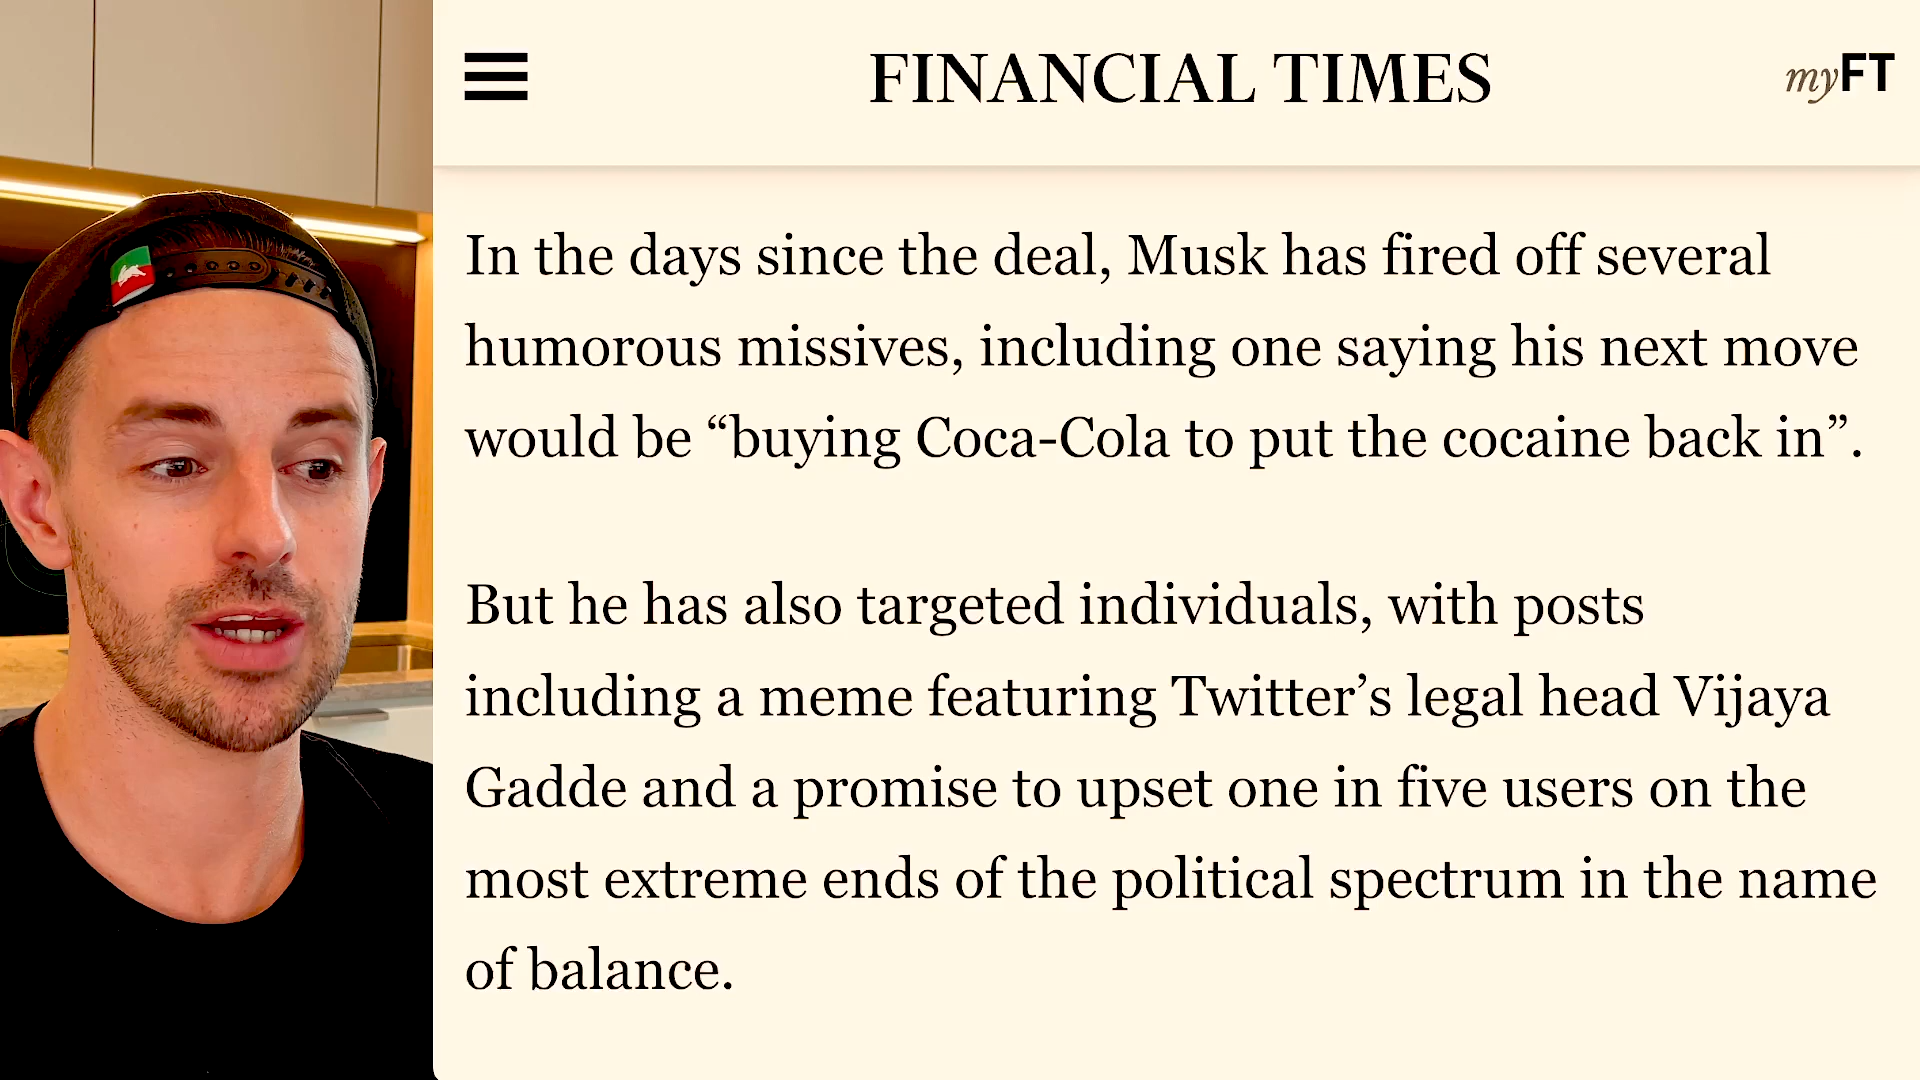 FINANCIAL TIMES
myFT
In the days since the deal, Musk has fired off several
humorous missives, including one saying his next move
would be “buying Coca-Cola to put the cocaine back in”.
But he has also targeted individuals, with posts
including a meme featuring Twitter’s legal head Vijaya
Gadde and a promise to upset one in five users on the
most extreme ends of the political spectrum in the name
of balance.